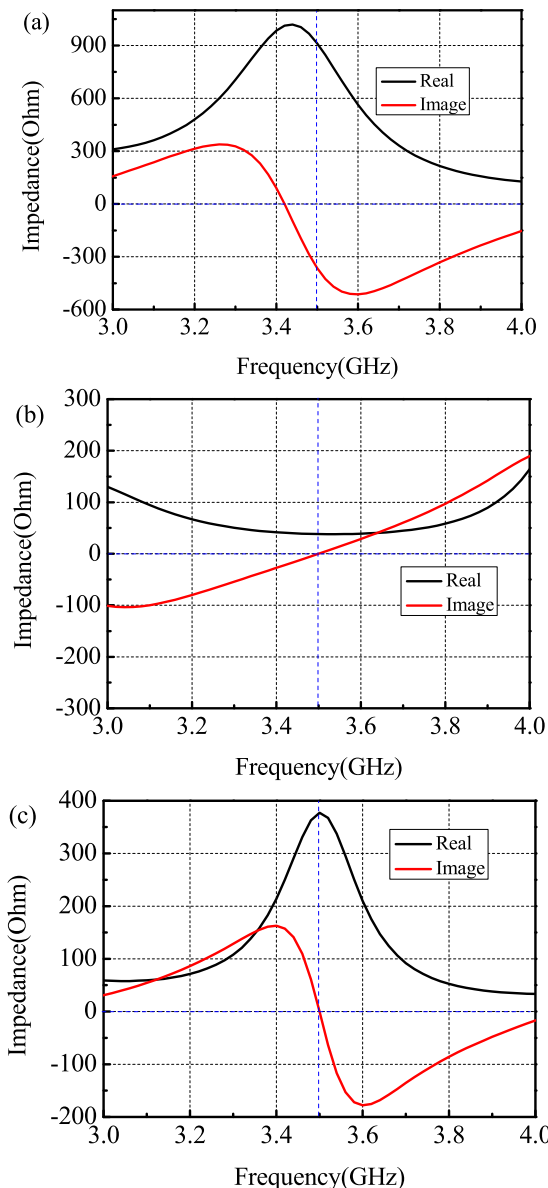 (a)
900
600
300
0
-300
-600
Impedance(Ohm)
Real
Image
3.0 3.2 3.4 3.6 3.8 4.0
Frequency(GHz)
(b)
300
200
100
0
-100
-200
-300
Impedance(Ohm)
Real
Image
3.0 3.2 3.4 3.6 3.8 4.0
Frequency(GHz)
(c)
400
300
200
100
0
-100
-200
Impedance(Ohm)
Real
Image
3.0 3.2 3.4 3.6 3.8 4.0
Frequency(GHz)